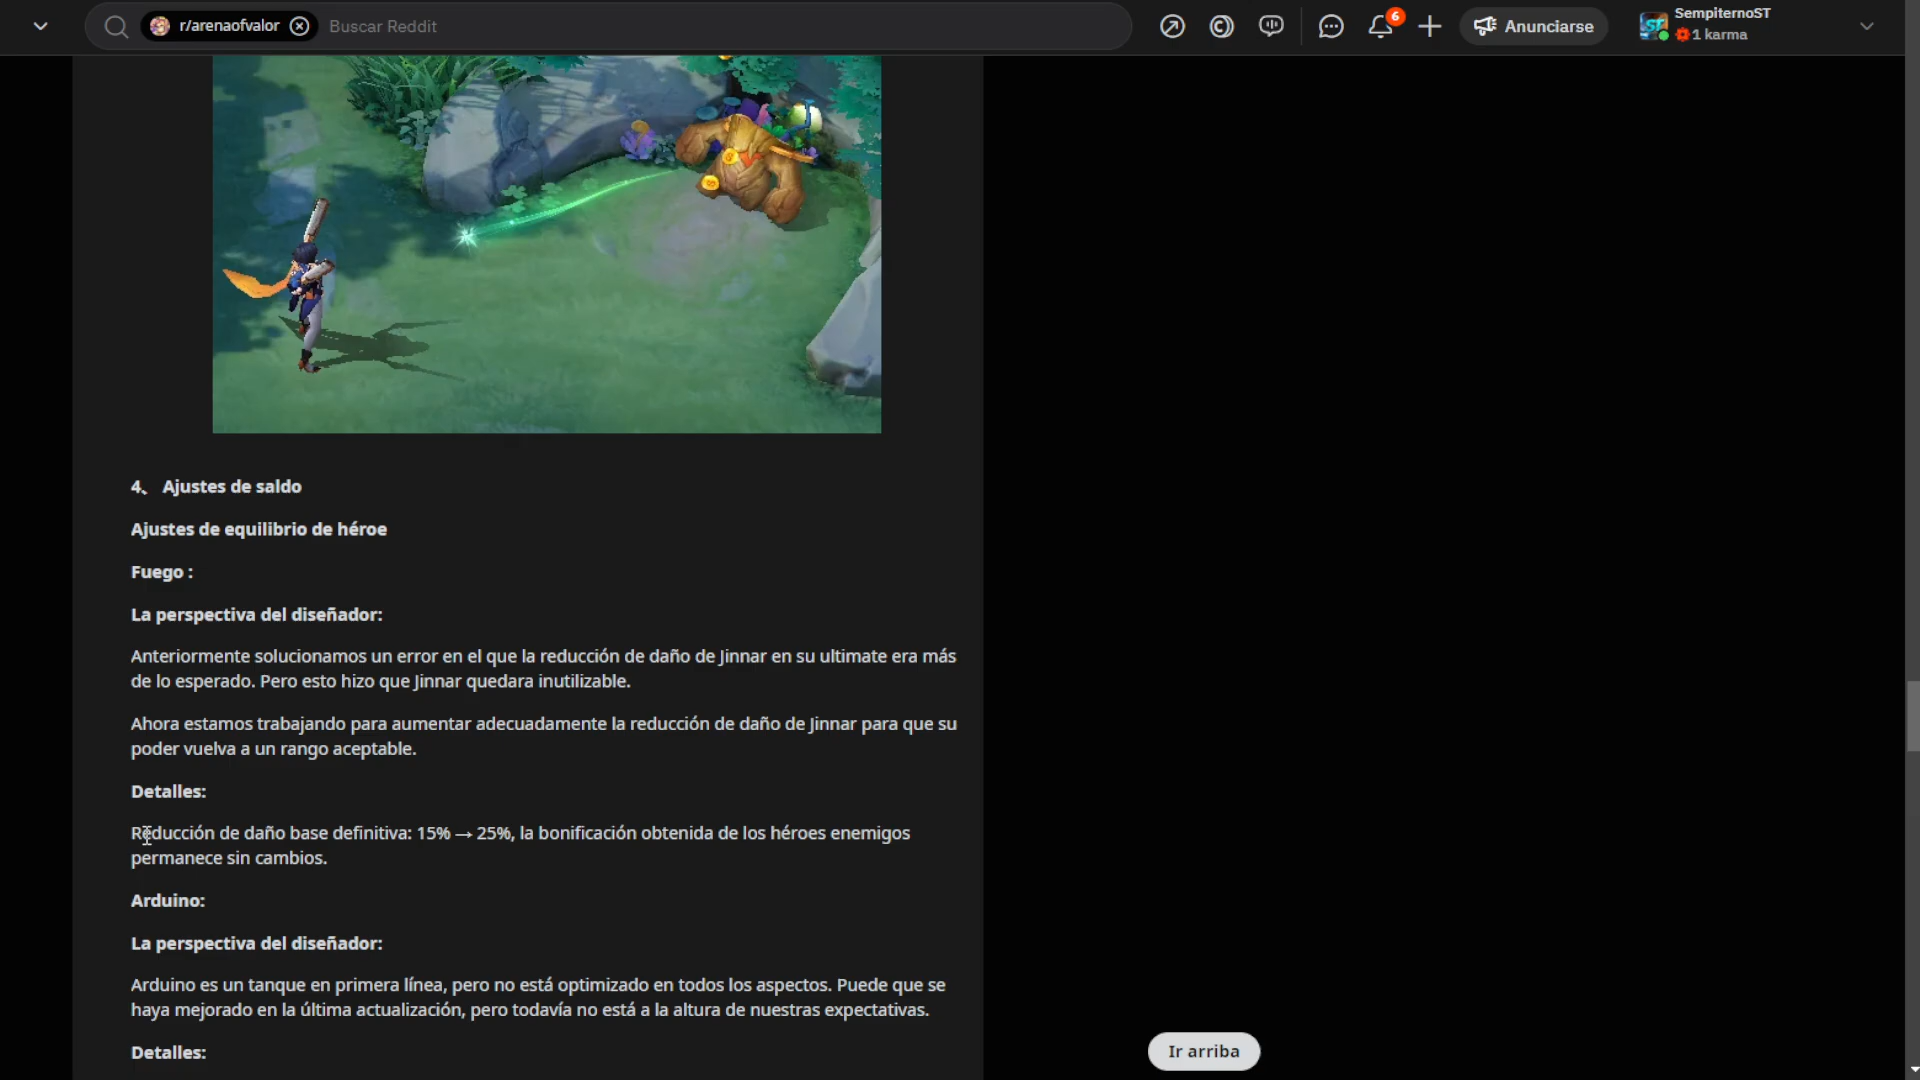 r/arenaofvalor Buscar Reddit 6 Anunciarse SempiternoST
1 karma
4、 Ajustes de saldo
Ajustes de equilibrio de héroe
Fuego :
La perspectiva del diseñador:
Anteriormente solucionamos un error en el que la reducción de daño de Jinnar en su ultimate era más
de lo esperado. Pero esto hizo que Jinnar quedara inutilizable.
Ahora estamos trabajando para aumentar adecuadamente la reducción de daño de Jinnar para que su
poder vuelva a un rango aceptable.
Detalles:
Reducción de daño base definitiva: 15% → 25%, la bonificación obtenida de los héroes enemigos
permanece sin cambios.
Arduino:
La perspectiva del diseñador:
Arduino es un tanque en primera línea, pero no está optimizado en todos los aspectos. Puede que se
haya mejorado en la última actualización, pero todavía no está a la altura de nuestras expectativas.
Detalles:
Ir arriba